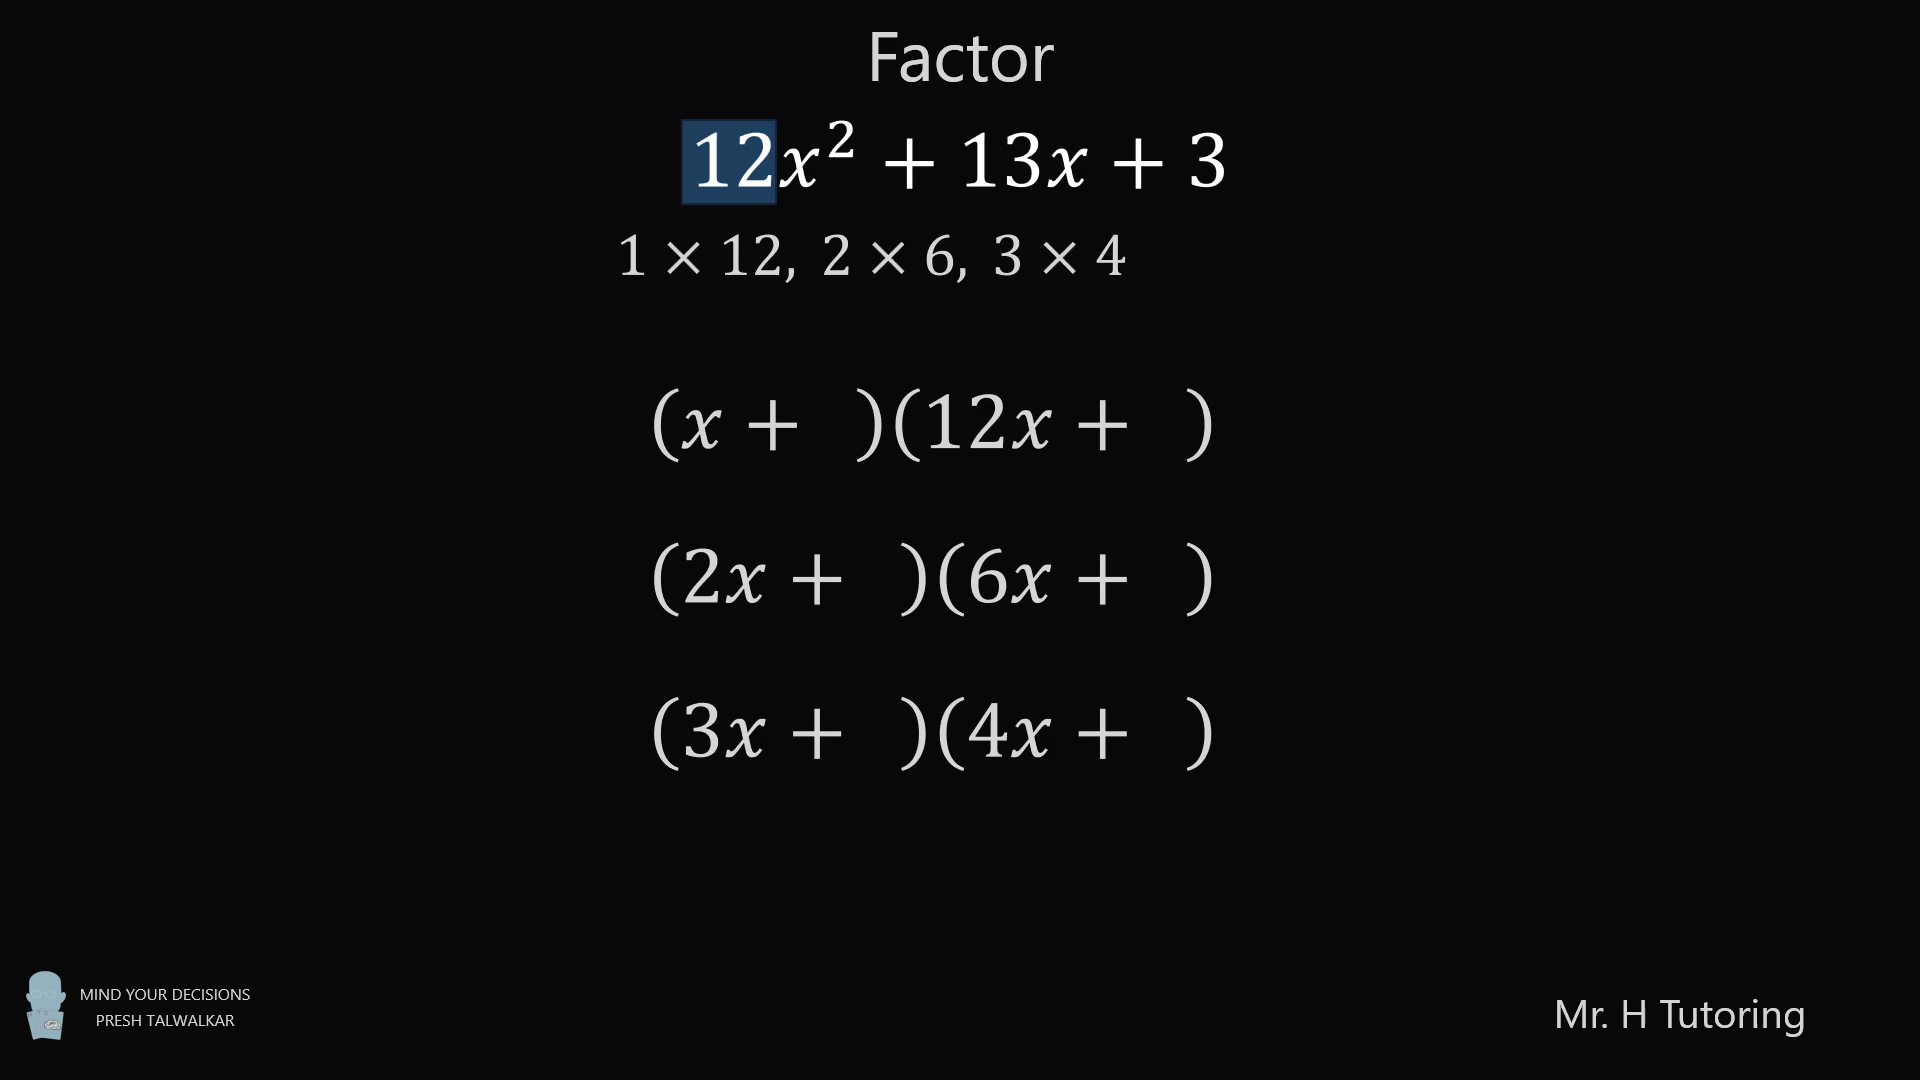 Factor
12x² + 13x + 3
1 × 12, 2 × 6, 3 × 4
(x +  )(12x +  )
(2x +  )(6x +  )
(3x +  )(4x +  )
MIND YOUR DECISIONS
PRESH TALWALKAR
Mr. H Tutoring